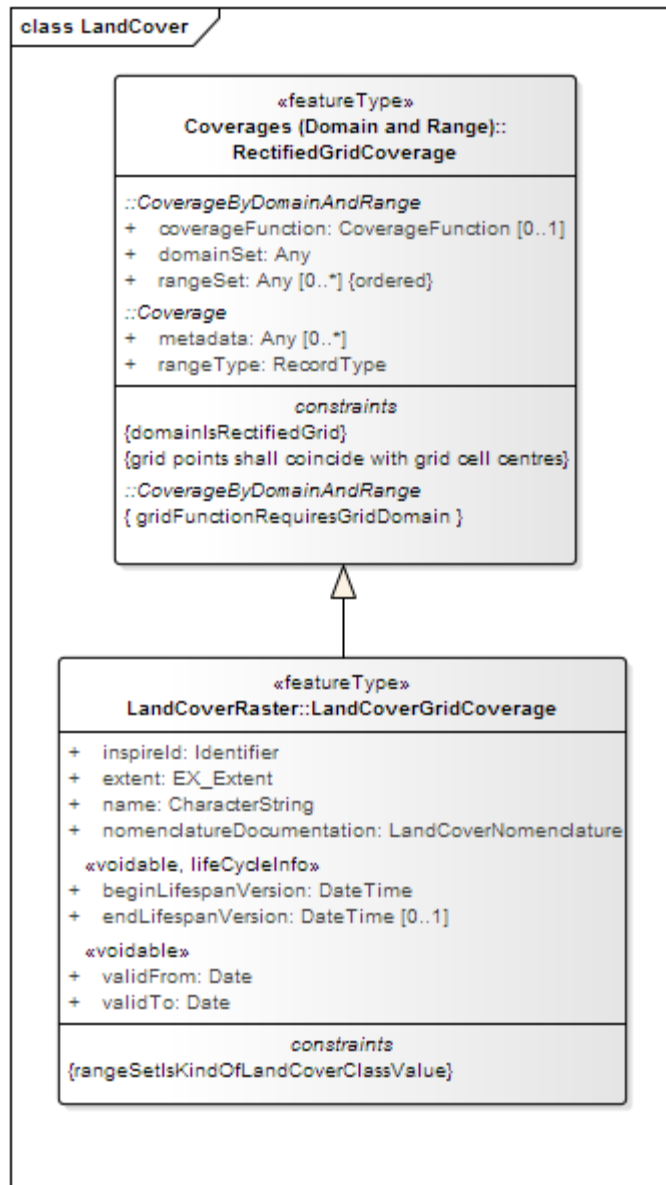 class LandCover
«featureType»
Coverages (Domain and Range)::
RectifiedGridCoverage
::CoverageByDomainAndRange
+ coverageFunction: CoverageFunction [0..1]
+ domainSet: Any
+ rangeSet: Any [0..*] {ordered}
::Coverage
+ metadata: Any [0..*]
+ rangeType: RecordType
constraints
{domainIsRectifiedGrid}
{grid points shall coincide with grid cell centres}
::CoverageByDomainAndRange
{ gridFunctionRequiresGridDomain }
«featureType»
LandCoverRaster::LandCoverGridCoverage
+ inspireId: Identifier
+ extent: EX_Extent
+ name: CharacterString
+ nomenclatureDocumentation: LandCoverNomenclature
«voidable, lifeCycleInfo»
+ beginLifespanVersion: DateTime
+ endLifespanVersion: DateTime [0..1]
«voidable»
+ validFrom: Date
+ validTo: Date
constraints
{rangeSetIsKindOfLandCoverClassValue}